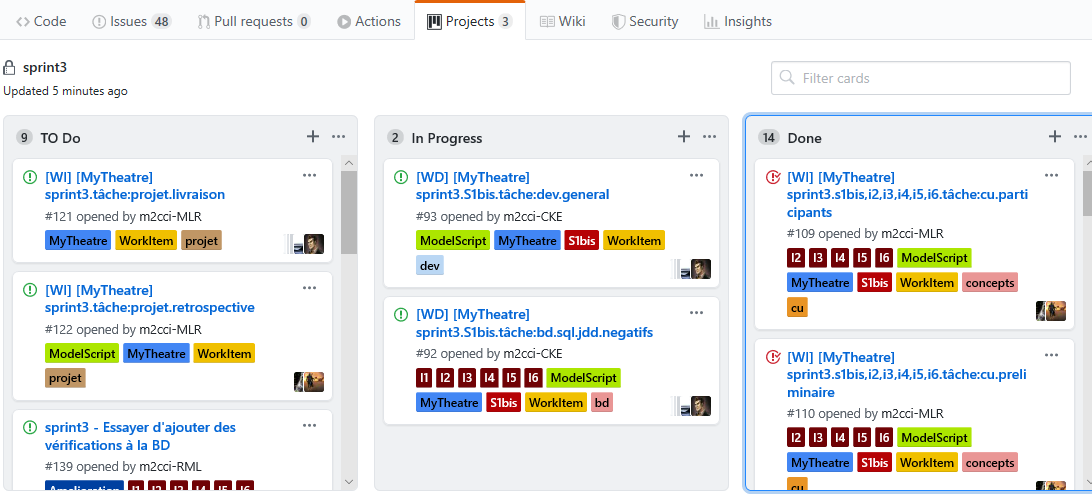 Code Issues 48 Pull requests 0 Actions Projects 3 Wiki Security Insights
sprint3
Updated 5 minutes ago
Filter cards
9 TO Do
[WI] [MyTheatre]
sprint3.tâche:projet.livraison
#121 opened by m2cci-MLR
MyTheatre WorkItem projet
[WI] [MyTheatre]
sprint3.tâche:projet.retrospective
#122 opened by m2cci-MLR
ModelScript MyTheatre WorkItem
projet
sprint3 - Essayer d'ajouter des
vérifications à la BD
#139 opened by m2cci-RML
Amelioration I1 I2 I3 I4 I5 I6
2 In Progress
[WD] [MyTheatre]
sprint3.S1bis.tâche:dev.general
#93 opened by m2cci-CKE
ModelScript MyTheatre S1bis WorkItem
dev
[WD] [MyTheatre]
sprint3.S1bis.tâche:bd.sql.jdd.negatifs
#92 opened by m2cci-CKE
I1 I2 I3 I4 I5 I6 ModelScript
MyTheatre S1bis WorkItem bd
14 Done
[WI] [MyTheatre]
sprint3.s1bis,i2,i3,i4,i5,i6.tâche:cu.parti
cipants
#109 opened by m2cci-MLR
I2 I3 I4 I5 I6 ModelScript
MyTheatre S1bis WorkItem concepts
cu
[WI] [MyTheatre]
sprint3.s1bis,i2,i3,i4,i5,i6.tâche:cu.preli
minaire
#110 opened by m2cci-MLR
I2 I3 I4 I5 I6 ModelScript
MyTheatre S1bis WorkItem concepts
cu